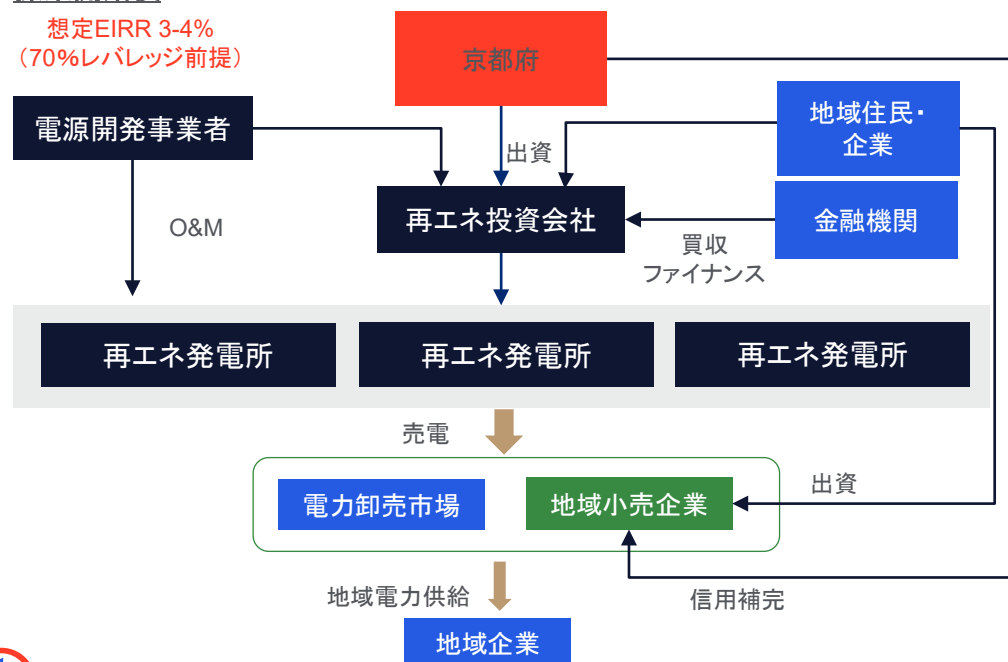 想定EIRR 3-4%
（70%レバレッジ前提）
京都府
電源開発事業者
地域住民・
企業
出資
再エネ投資会社
金融機関
O&M
買収
ファイナンス
再エネ発電所
再エネ発電所
再エネ発電所
売電
電力卸売市場
地域小売企業
出資
地域電力供給
信用補完
地域企業